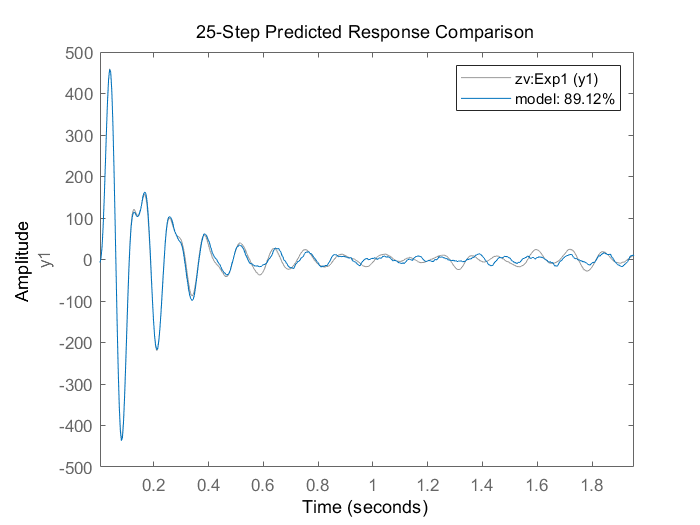 25-Step Predicted Response Comparison
500
400
300
200
100
0
-100
-200
-300
-400
-500
Amplitude
y1
zv:Exp1 (y1)
model: 89.12%
0.2 0.4 0.6 0.8 1 1.2 1.4 1.6 1.8
Time (seconds)